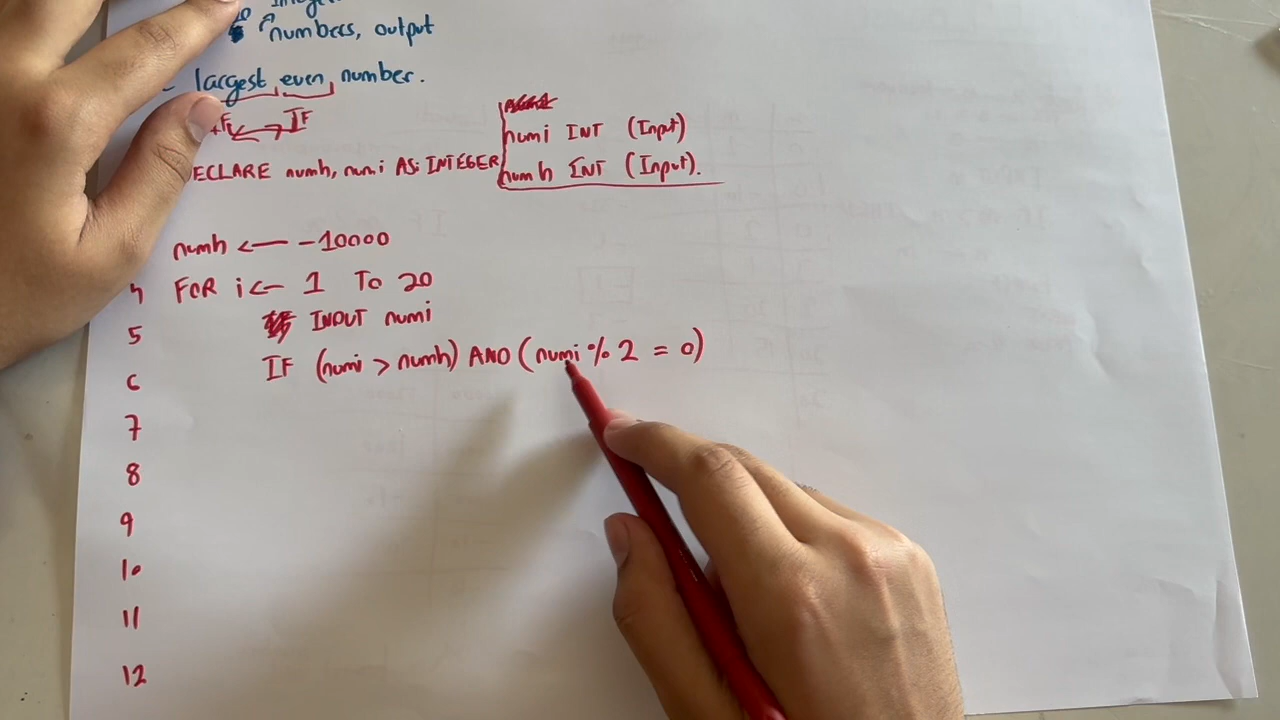 numbers, output
largest even number.
IF
numi INT (Input)
numh INT (Input).
ECLARE numh, numi AS: INTEGER
numh ← -10000
4 FOR i ← 1 To 20
5 INPUT numi
6 IF (numi > numh) AND (numi % 2 = 0)
7
8
9
10
11
12